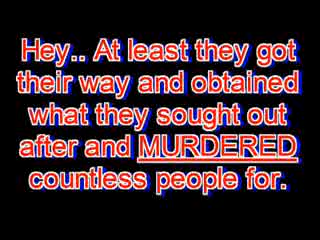 Hey.. At least they got
their way and obtained
what they sought out
after and MURDERED
countless people for.